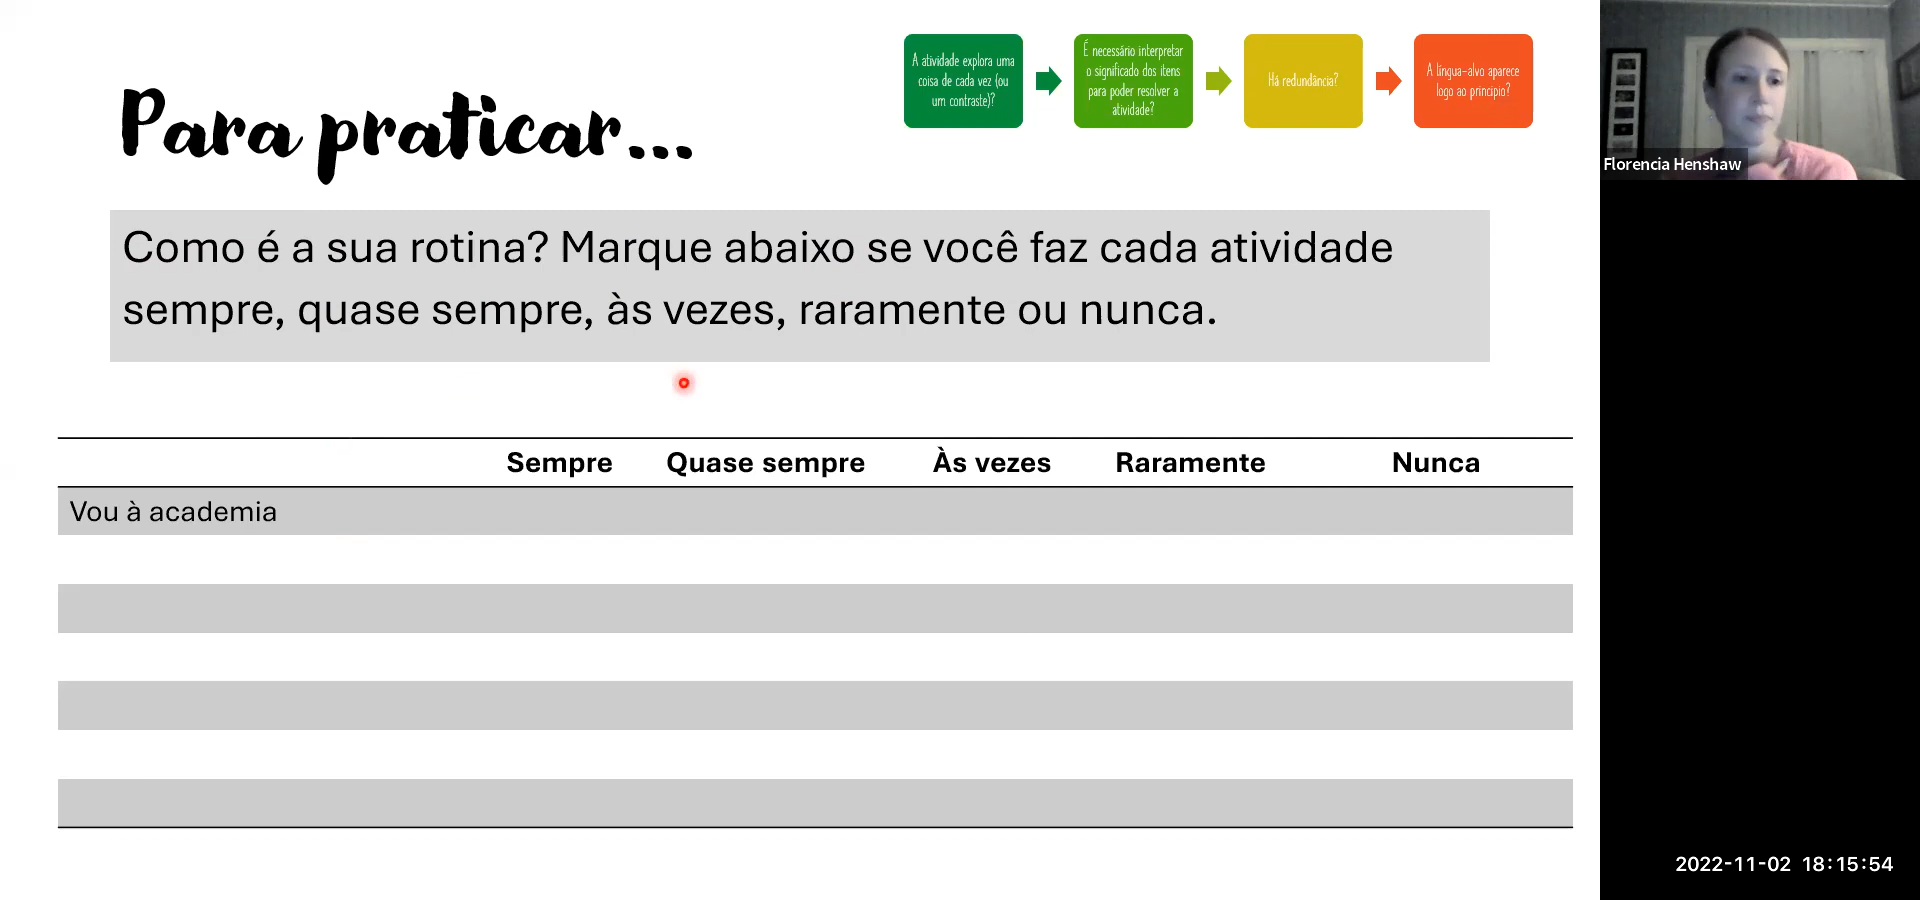 A atividade explora uma
coisa de cada vez (ou
um contraste)?
É necessário interpretar
o significado dos itens
para poder resolver a
atividade?
Há redundância?
A língua-alvo aparece
logo ao princípio?
Para praticar...
Florencia Henshaw
Como é a sua rotina? Marque abaixo se você faz cada atividade
sempre, quase sempre, às vezes, raramente ou nunca.
Sempre Quase sempre Às vezes Raramente Nunca
Vou à academia
2022-11-02 18:15:54